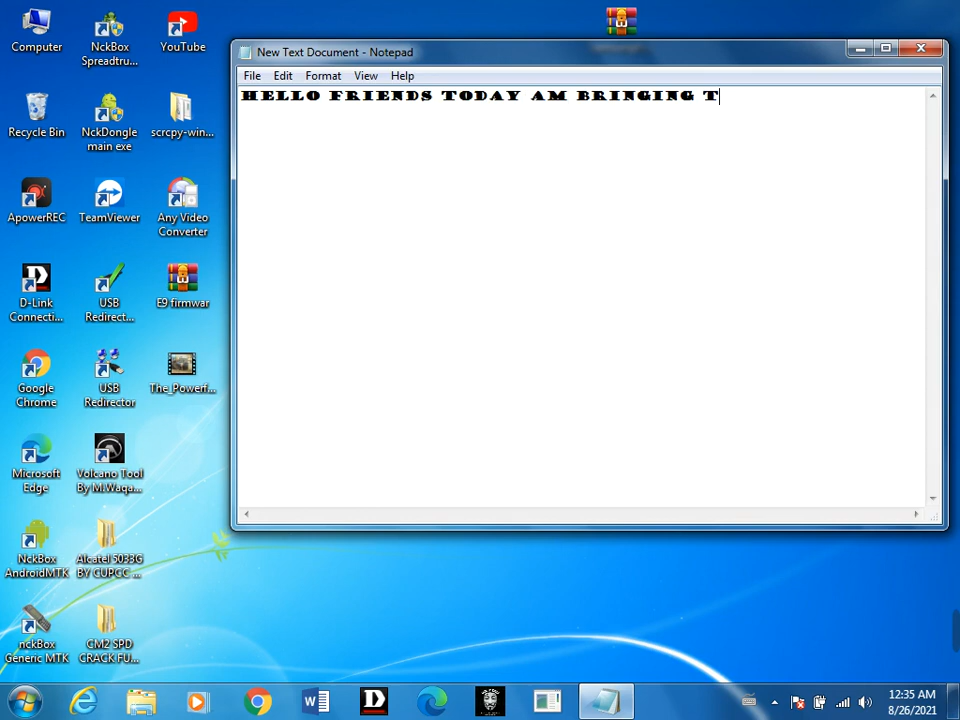 Computer
NckBox
Spreadtru...
YouTube
Recycle Bin
NckDongle
main exe
scrcpy-win...
ApowerREC
TeamViewer
Any Video
Converter
D-Link
Connecti...
USB
Redirect...
E9 firmwar
Google
Chrome
USB
Redirector
The_Powerf...
Microsoft
Edge
Volcano Tool
By M.Waqa...
NckBox
AndroidMTK
Alcatel 5033G
BY CUPCC ...
nckBox
Generic MTK
CM2 SPD
CRACK FU...
New Text Document - Notepad
File Edit Format View Help
HELLO FRIENDS TODAY AM BRINGING T
12:35 AM
8/26/2021